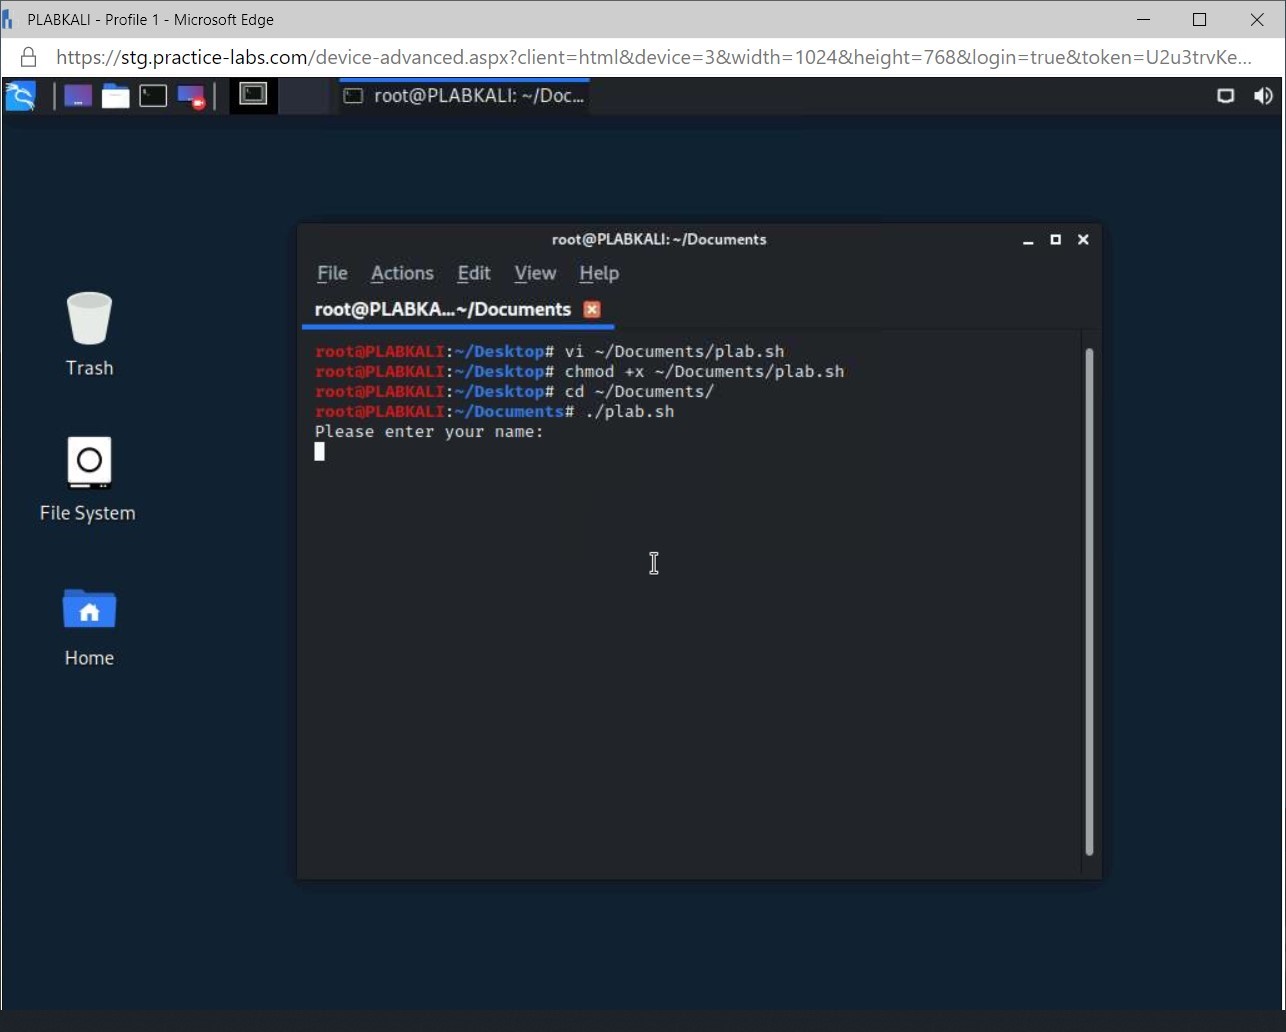 PLABKALI - Profile 1 - Microsoft Edge
https://stg.practice-labs.com/device-advanced.aspx?client=html&device=3&width=1024&height=768&login=true&token=U2u3trvKe...
root@PLABKALI: ~/Doc...
Trash
File System
Home
root@PLABKALI: ~/Documents
File Actions Edit View Help
root@PLABKA...~/Documents
root@PLABKALI:~/Desktop# vi ~/Documents/plab.sh
root@PLABKALI:~/Desktop# chmod +x ~/Documents/plab.sh
root@PLABKALI:~/Desktop# cd ~/Documents/
root@PLABKALI:~/Documents# ./plab.sh
Please enter your name: